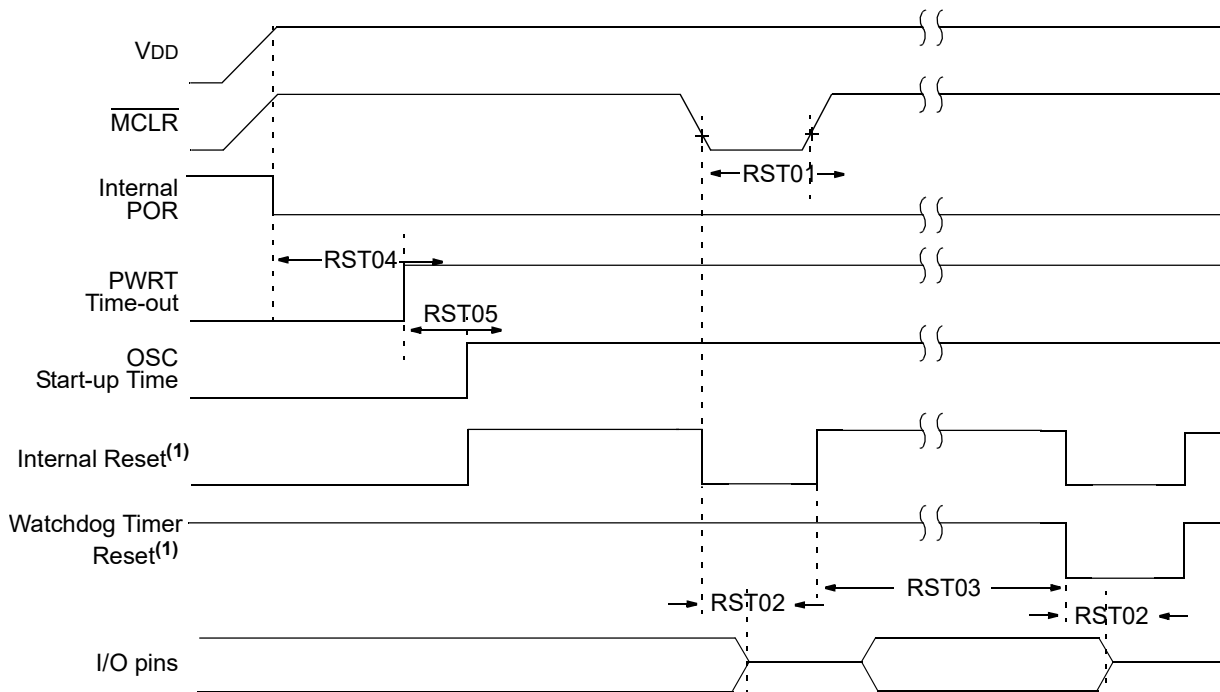 VDD
MCLR
RST01
Internal
POR
RST04
PWRT
Time-out
RST05
OSC
Start-up Time
Internal Reset(1)
Watchdog Timer
Reset(1)
RST03
RST02
RST02
I/O pins